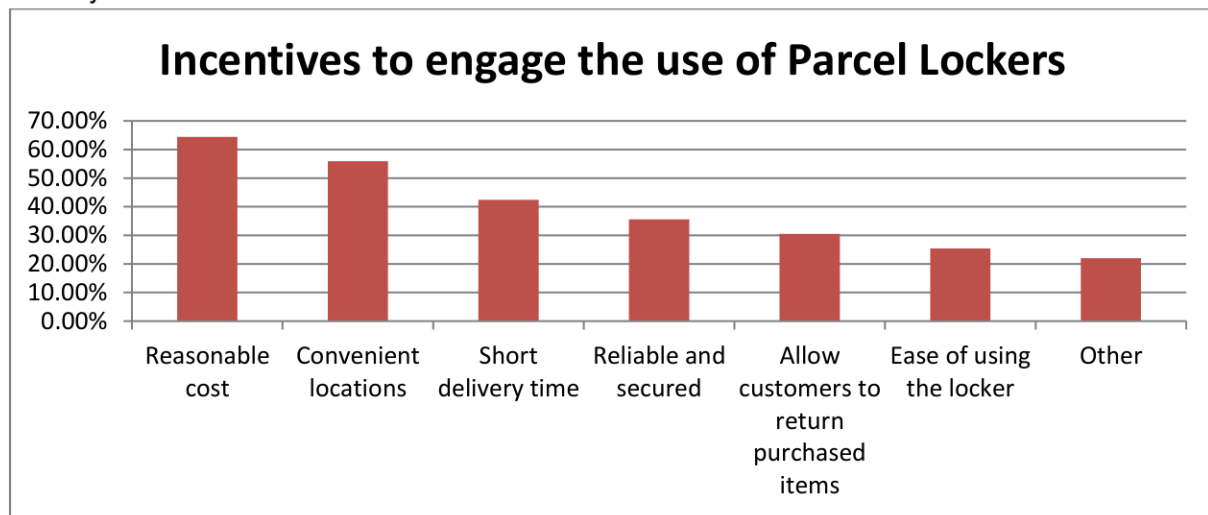 Incentives to engage the use of Parcel Lockers
70.00%
60.00%
50.00%
40.00%
30.00%
20.00%
10.00%
0.00%
Reasonable
cost
Convenient
locations
Short
delivery time
Reliable and
secured
Allow
customers to
return
purchased
items
Ease of using
the locker
Other